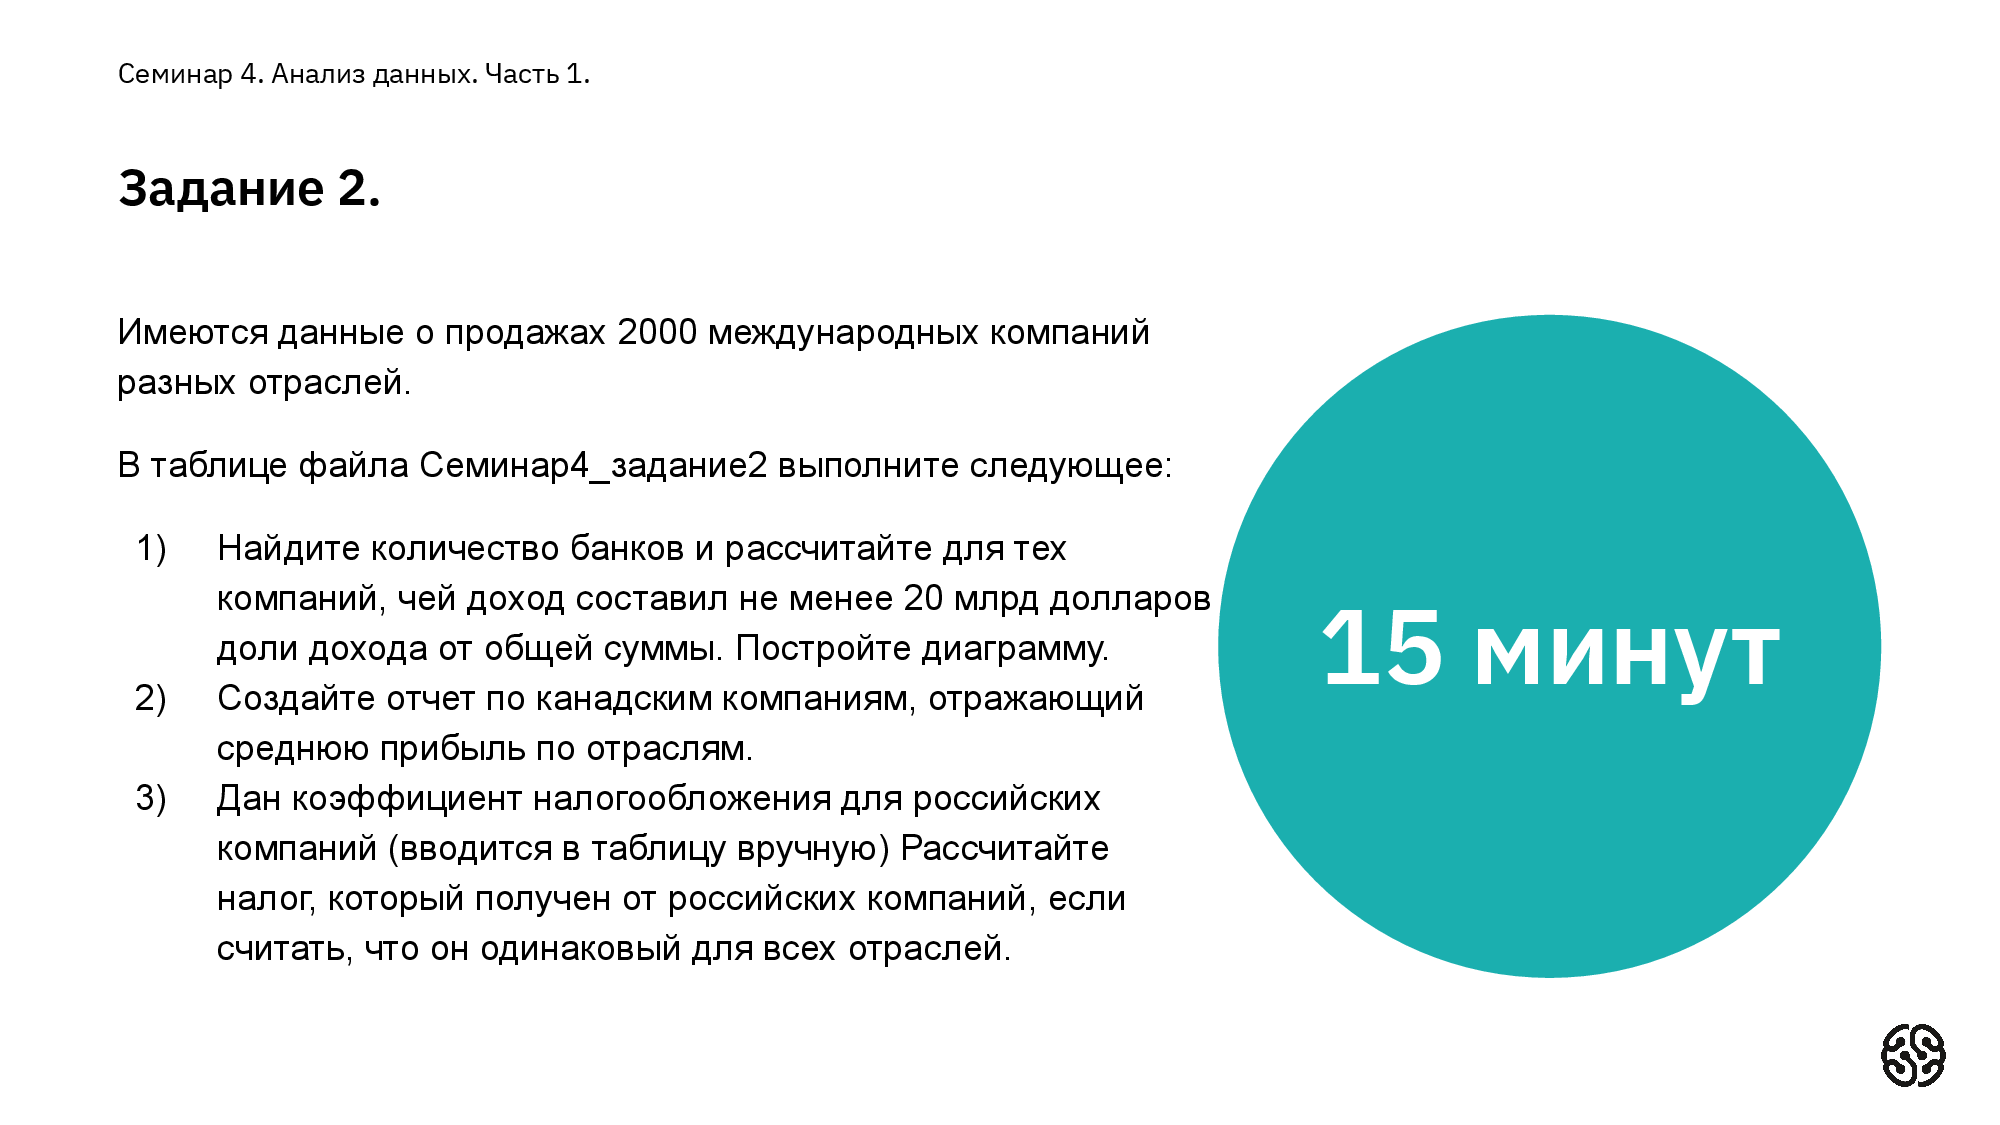 Семинар 4. Анализ данных. Часть 1.
Задание 2.
Имеются данные о продажах 2000 международных компаний
разных отраслей.
В таблице файла Семинар4_задание2 выполните следующее:
1) Найдите количество банков и рассчитайте для тех
компаний, чей доход составил не менее 20 млрд долларов
доли дохода от общей суммы. Постройте диаграмму.
2) Создайте отчет по канадским компаниям, отражающий
среднюю прибыль по отраслям.
3) Дан коэффициент налогообложения для российских
компаний (вводится в таблицу вручную) Рассчитайте
налог, который получен от российских компаний, если
считать, что он одинаковый для всех отраслей.
15 минут